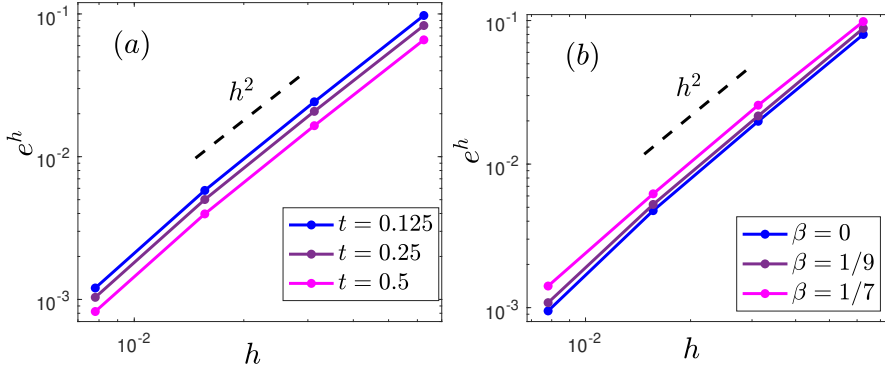 (a)
10^{-1}
10^{-2}
10^{-3}
e^h
h^2
t = 0.125
t = 0.25
t = 0.5
10^{-2}
h
(b)
10^{-1}
10^{-2}
10^{-3}
e^h
h^2
β = 0
β = 1/9
β = 1/7
10^{-2}
h